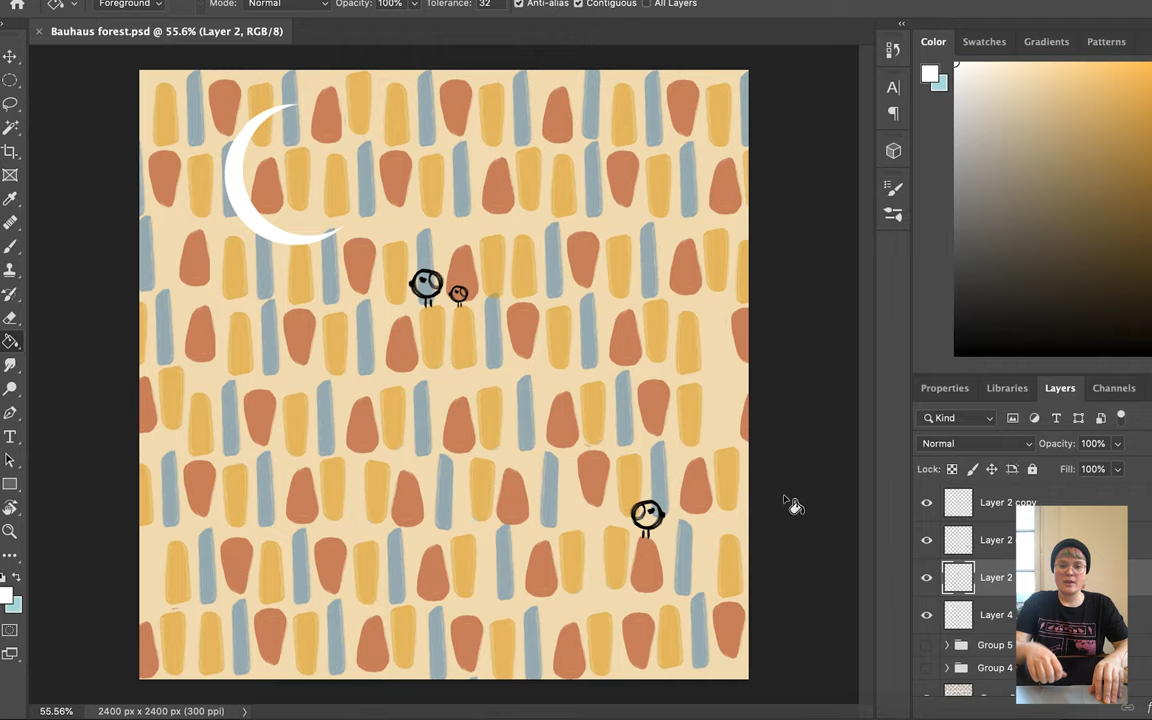 Foreground Mode: Normal Opacity: 100% Tolerance: 32 Anti-alias Contiguous All Layers
× Bauhaus forest.psd @ 55.6% (Layer 2, RGB/8)
Color Swatches Gradients Patterns
Properties Libraries Layers Channels
Kind
Normal Opacity: 100%
Lock: Fill: 100%
Layer 2 copy
Layer 2
Layer 2
Layer 4
Group 5
Group 4
55.56% 2400 px x 2400 px (300 ppi)